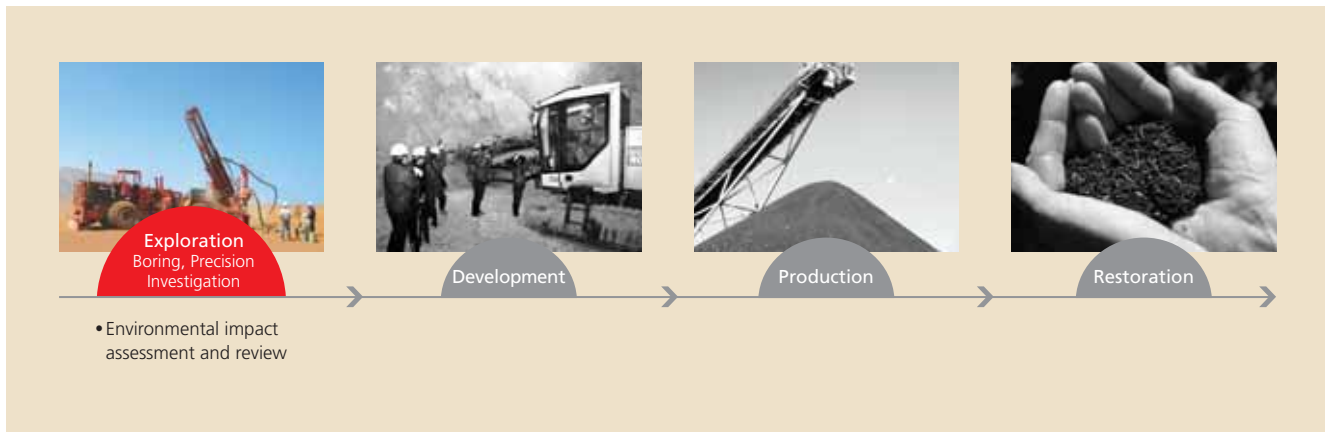 Exploration
Boring, Precision
Investigation
Development
Production
Restoration
•Environmental impact
assessment and review